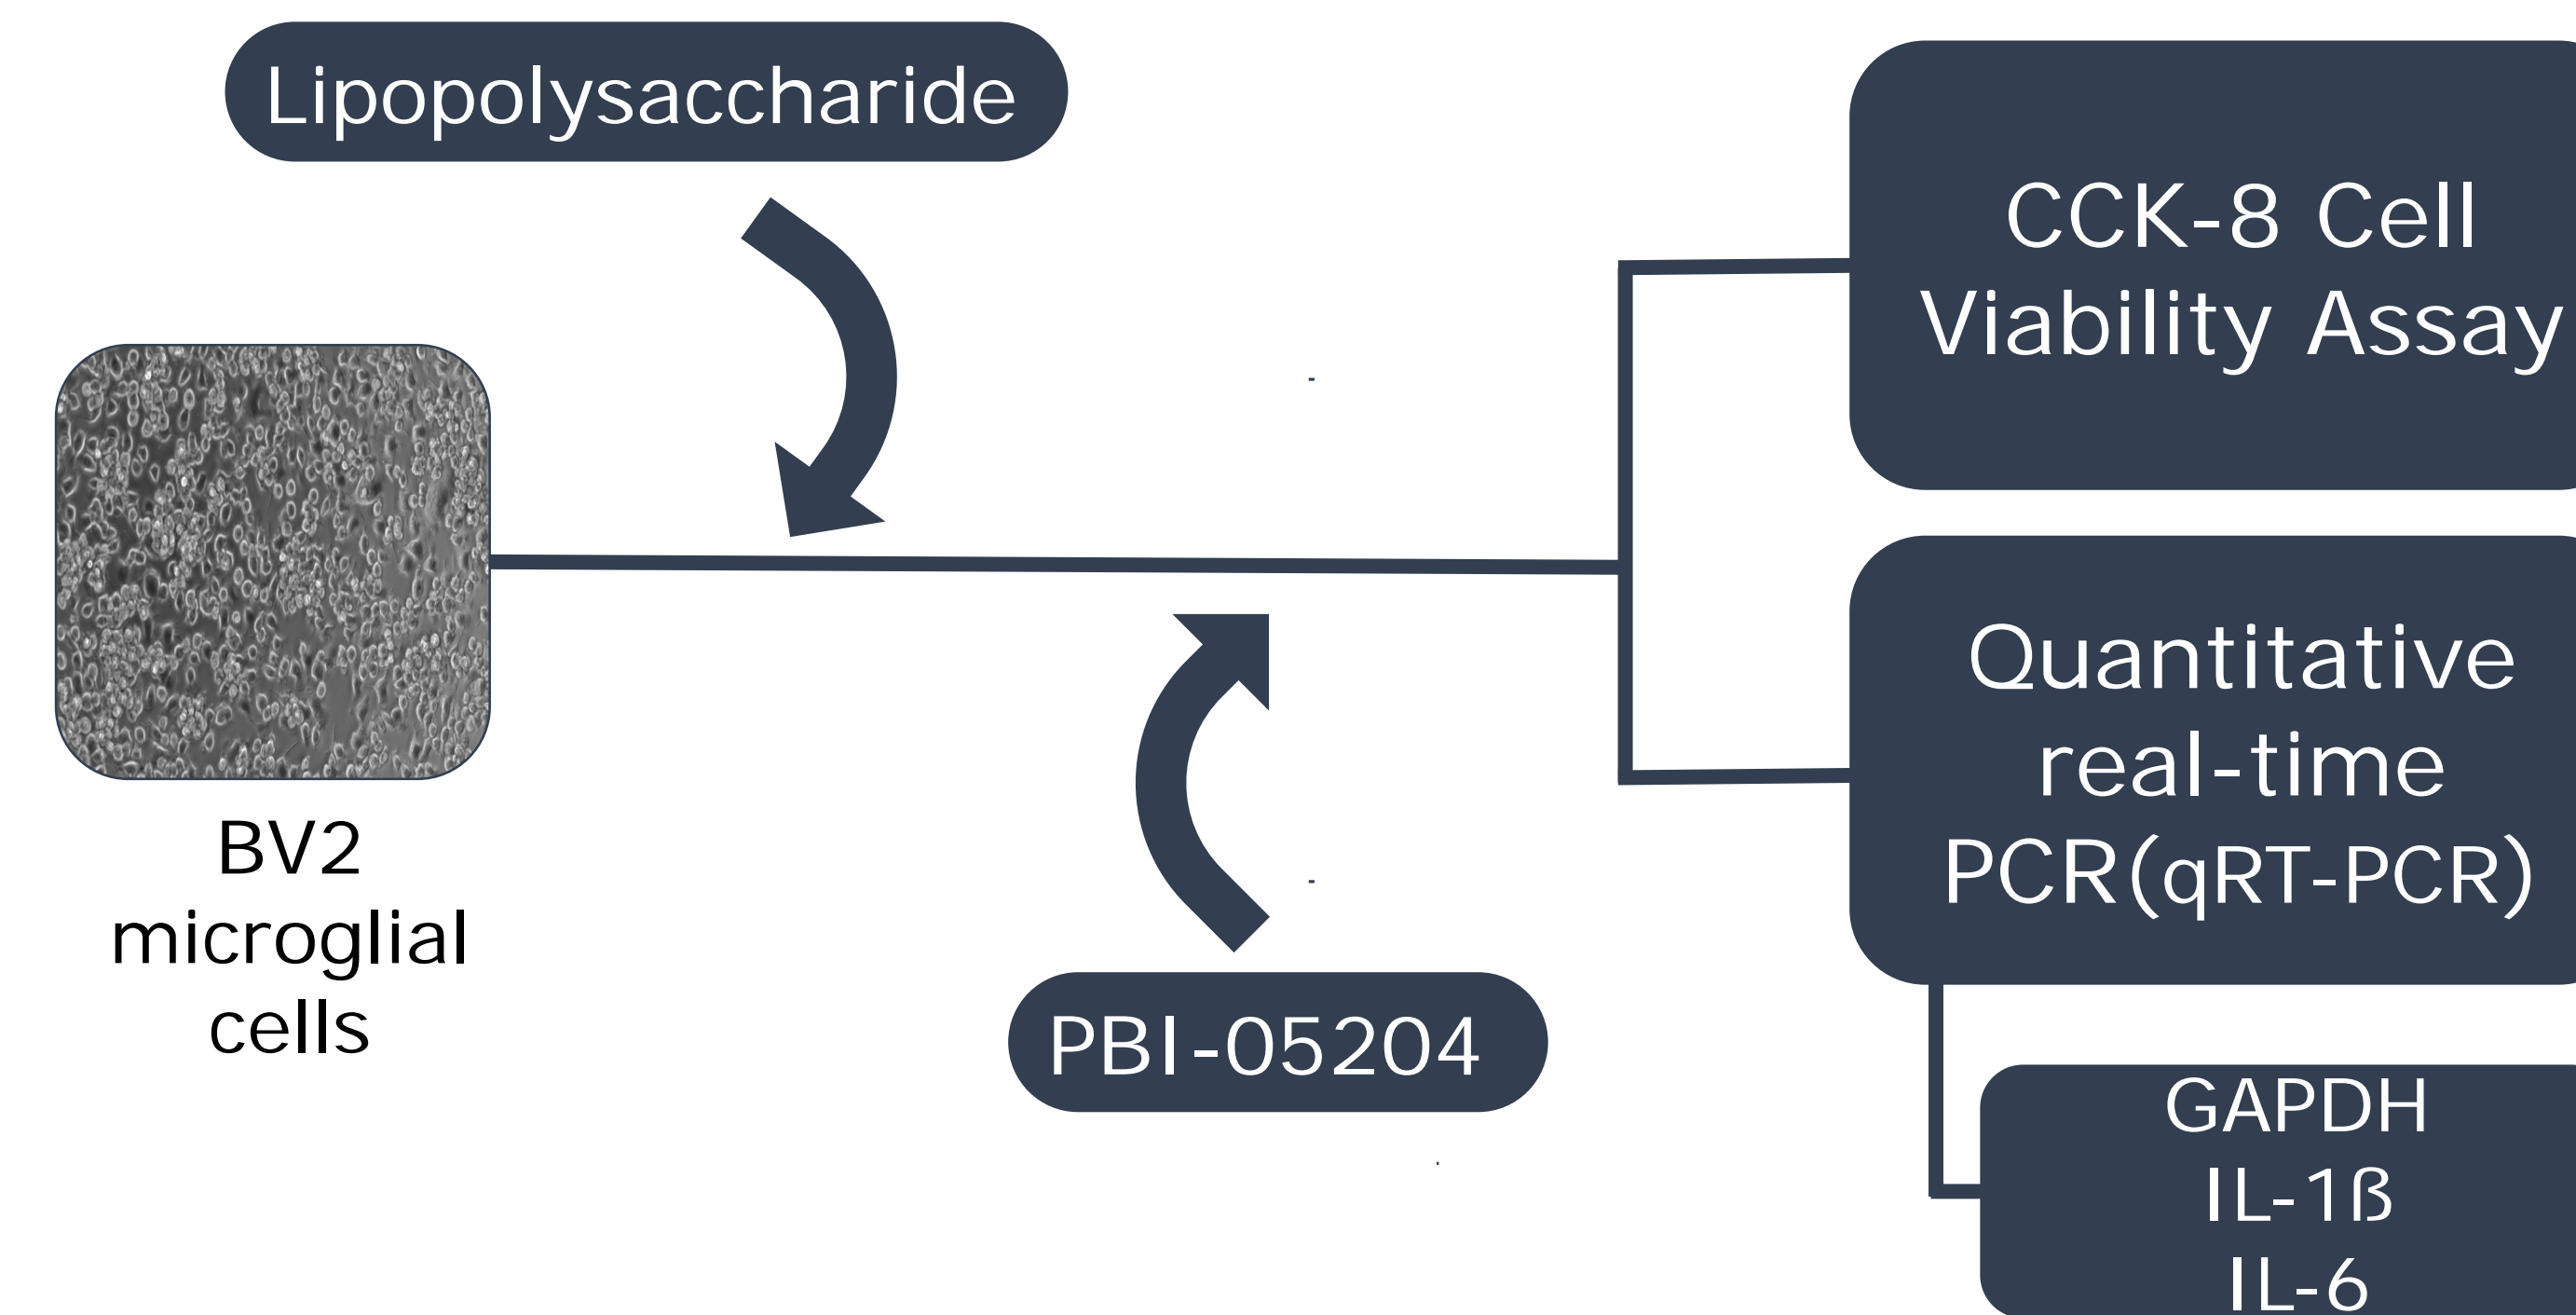 Lipopolysaccharide
BV2
microglial
cells
PBI-05204
CCK-8 Cell
Viability Assay
Quantitative
real-time
PCR(qRT-PCR)
GAPDH
IL-1ß
IL-6